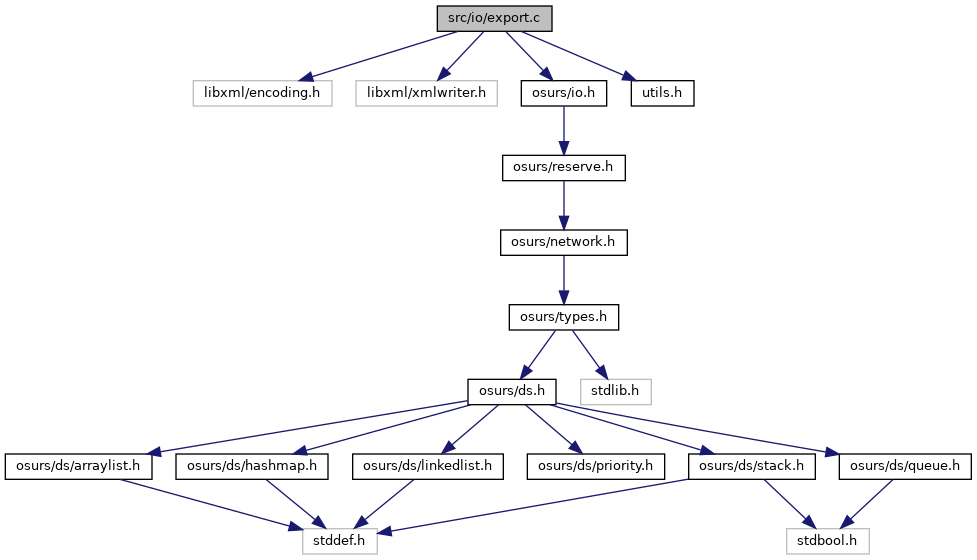 src/io/export.c
libxml/encoding.h
libxml/xmlwriter.h
osurs/io.h
utils.h
osurs/reserve.h
osurs/network.h
osurs/types.h
osurs/ds.h
stdlib.h
osurs/ds/arraylist.h
osurs/ds/hashmap.h
osurs/ds/linkedlist.h
osurs/ds/priority.h
osurs/ds/stack.h
osurs/ds/queue.h
stddef.h
stdbool.h